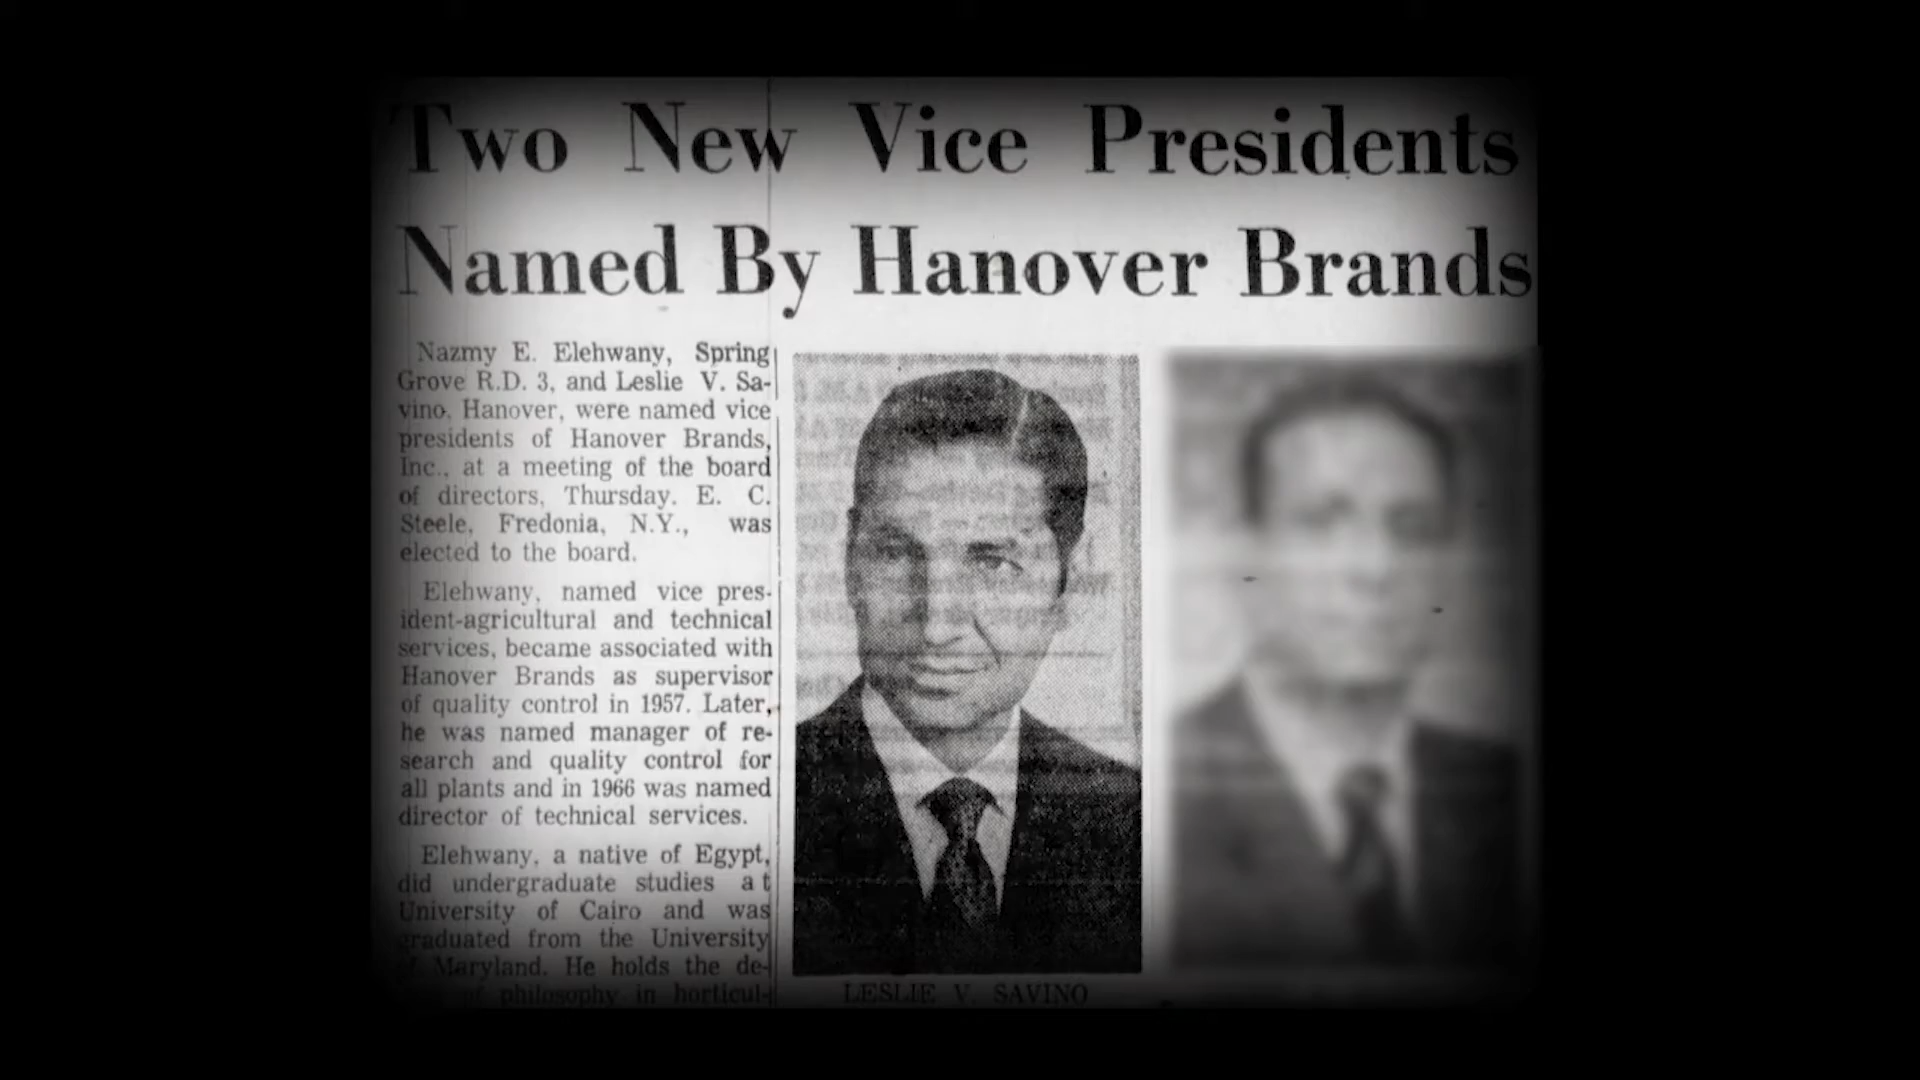 Two New Vice Presidents
Named By Hanover Brands
Nazmy E. Elehwany, Spring
Grove R.D. 3, and Leslie V. Sa-
vino, Hanover, were named vice
presidents of Hanover Brands,
Inc., at a meeting of the board
of directors, Thursday. E. C.
Steele, Fredonia, N.Y., was
elected to the board.
Elehwany, named vice pres-
ident-agricultural and technical
services, became associated with
Hanover Brands as supervisor
of quality control in 1957. Later,
he was named manager of re-
search and quality control for
all plants and in 1966 was named
director of technical services.
Elehwany, a native of Egypt,
did undergraduate studies at
University of Cairo and was
graduated from the University
of Maryland. He holds the de-
of philosophy in horticul-
LESLIE V. SAVINO